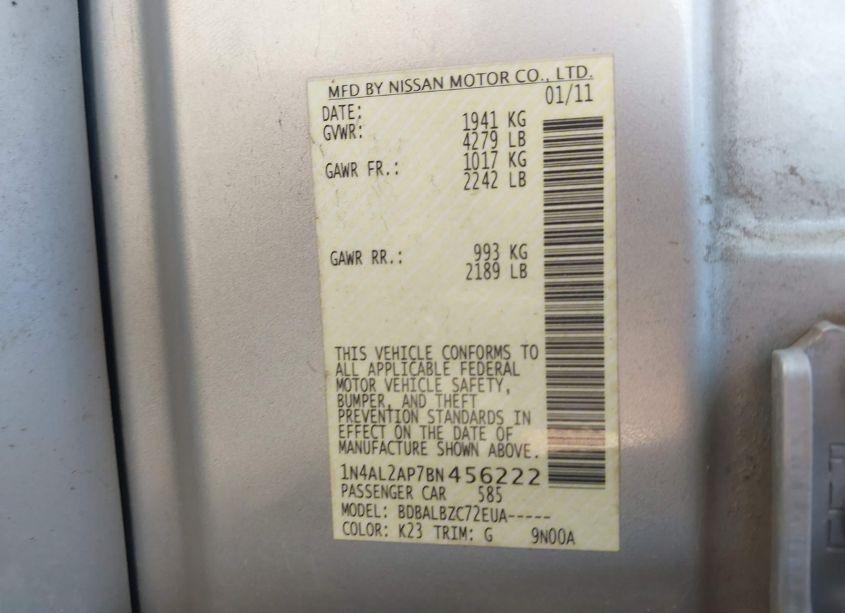 MFD BY NISSAN MOTOR CO., LTD.
DATE: 01/11
GVWR: 1941 KG
4279 LB
GAWR FR.: 1017 KG
2242 LB
GAWR RR.: 993 KG
2189 LB
THIS VEHICLE CONFORMS TO
ALL APPLICABLE FEDERAL
MOTOR VEHICLE SAFETY,
BUMPER, AND THEFT
PREVENTION STANDARDS IN
EFFECT ON THE DATE OF
MANUFACTURE SHOWN ABOVE.
1N4AL2AP7BN456222
PASSENGER CAR 585
MODEL: BDBALBZC72EUA-----
COLOR: K23 TRIM: G 9N00A